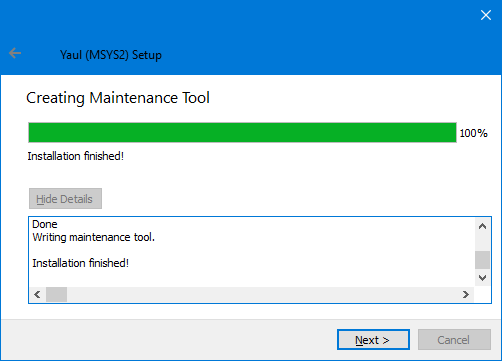 Yaul (MSYS2) Setup
Creating Maintenance Tool
100%
Installation finished!
Hide Details
Done
Writing maintenance tool.
Installation finished!
Next >
Cancel